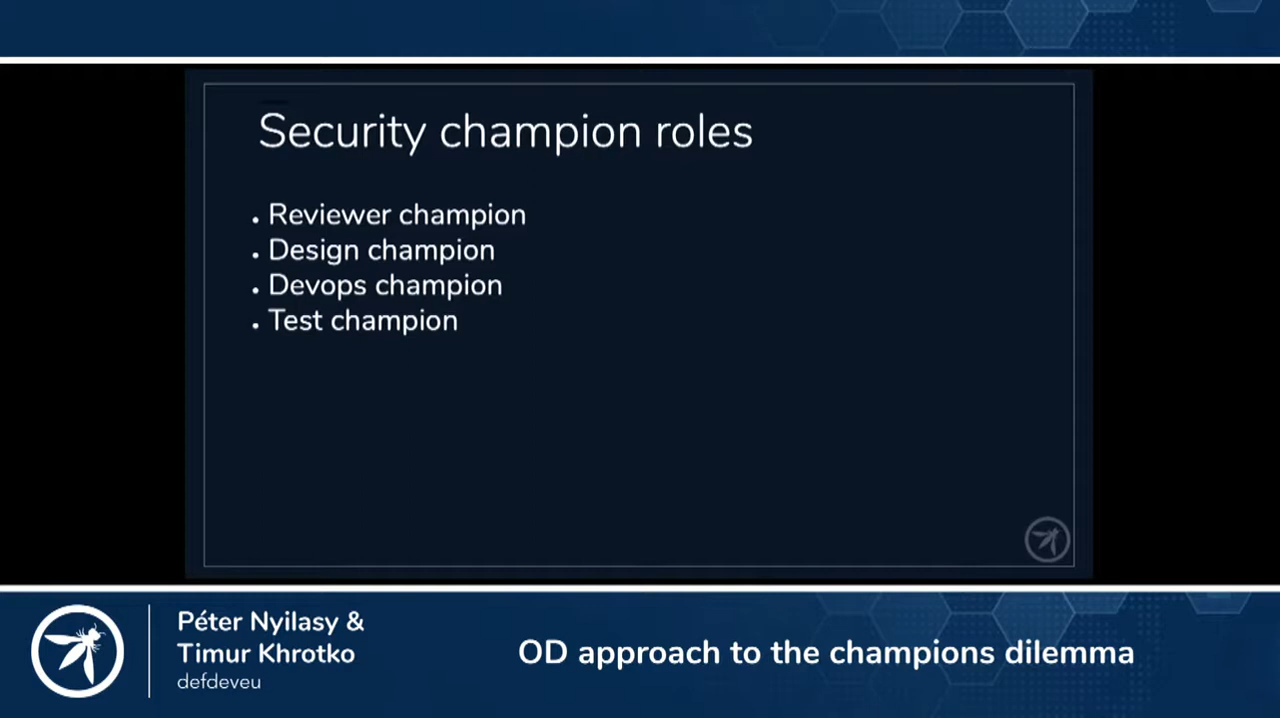 Security champion roles
• Reviewer champion
• Design champion
• Devops champion
• Test champion
Péter Nyilasy &
Timur Khrotko
defdeveu
OD approach to the champions dilemma